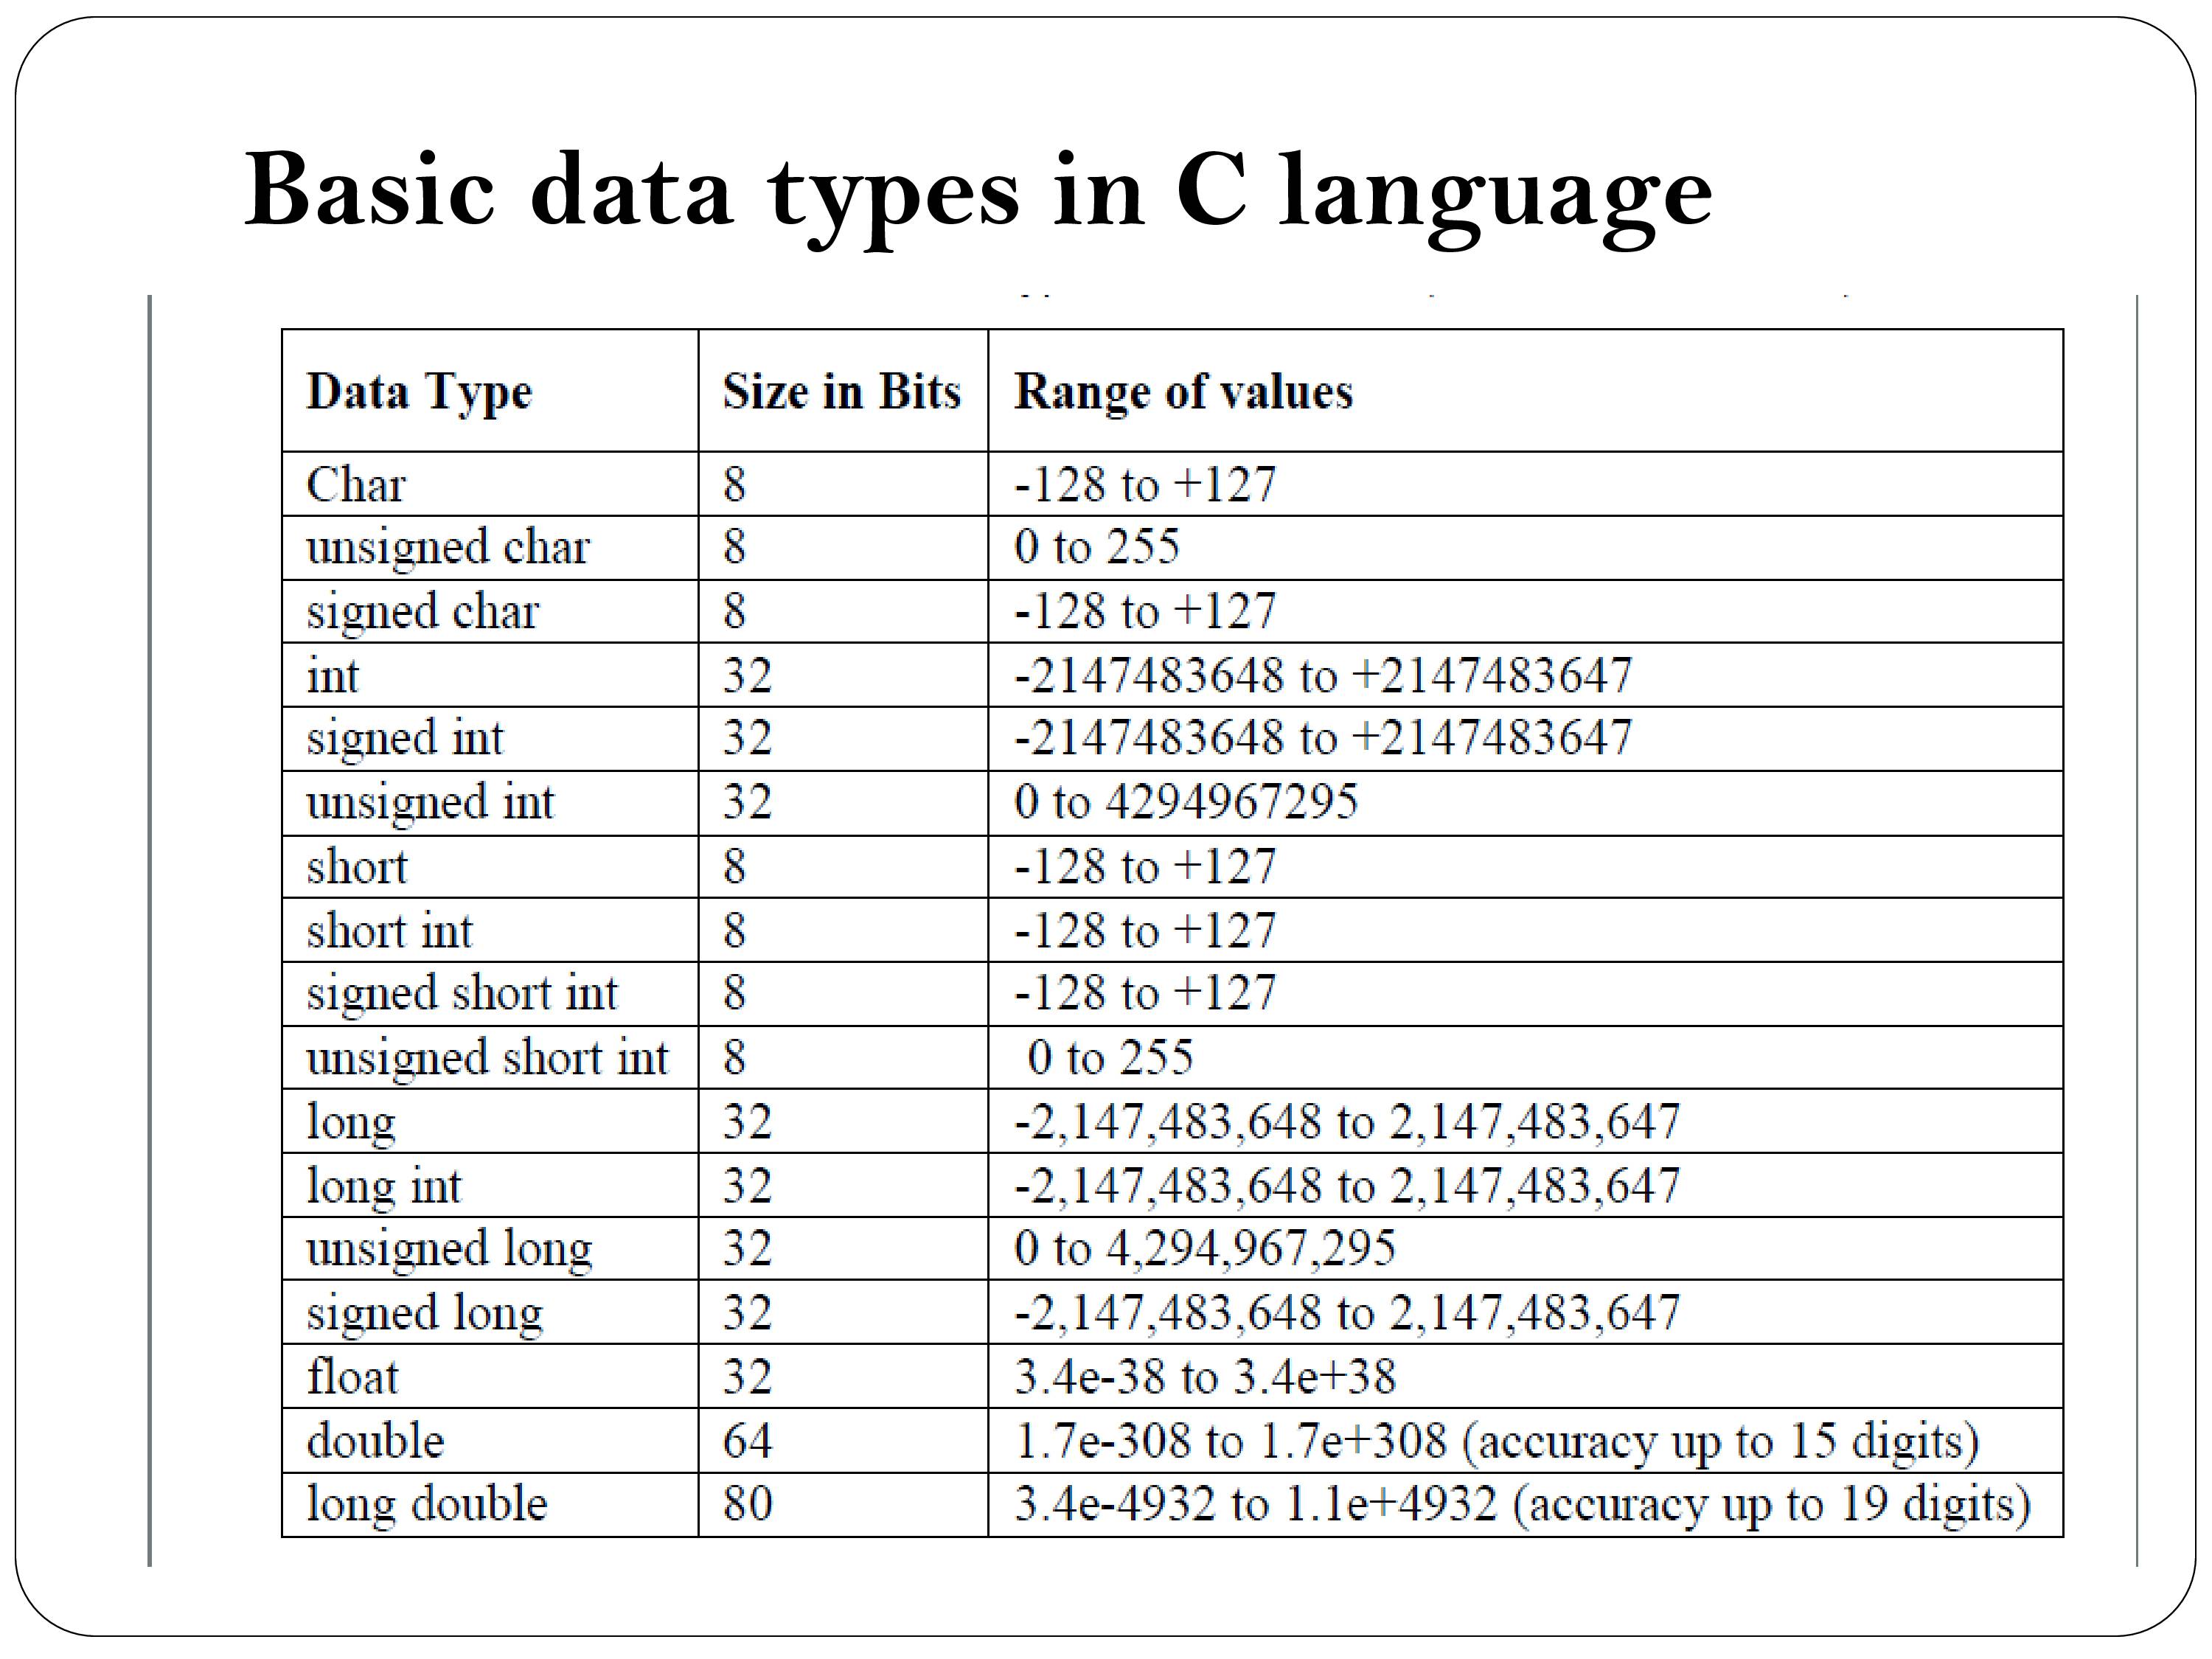 Basic data types in C language
Data Type Size in Bits Range of values
Char 8 -128 to +127
unsigned char 8 0 to 255
signed char 8 -128 to +127
int 32 -2147483648 to +2147483647
signed int 32 -2147483648 to +2147483647
unsigned int 32 0 to 4294967295
short 8 -128 to +127
short int 8 -128 to +127
signed short int 8 -128 to +127
unsigned short int 8 0 to 255
long 32 -2,147,483,648 to 2,147,483,647
long int 32 -2,147,483,648 to 2,147,483,647
unsigned long 32 0 to 4,294,967,295
signed long 32 -2,147,483,648 to 2,147,483,647
float 32 3.4e-38 to 3.4e+38
double 64 1.7e-308 to 1.7e+308 (accuracy up to 15 digits)
long double 80 3.4e-4932 to 1.1e+4932 (accuracy up to 19 digits)